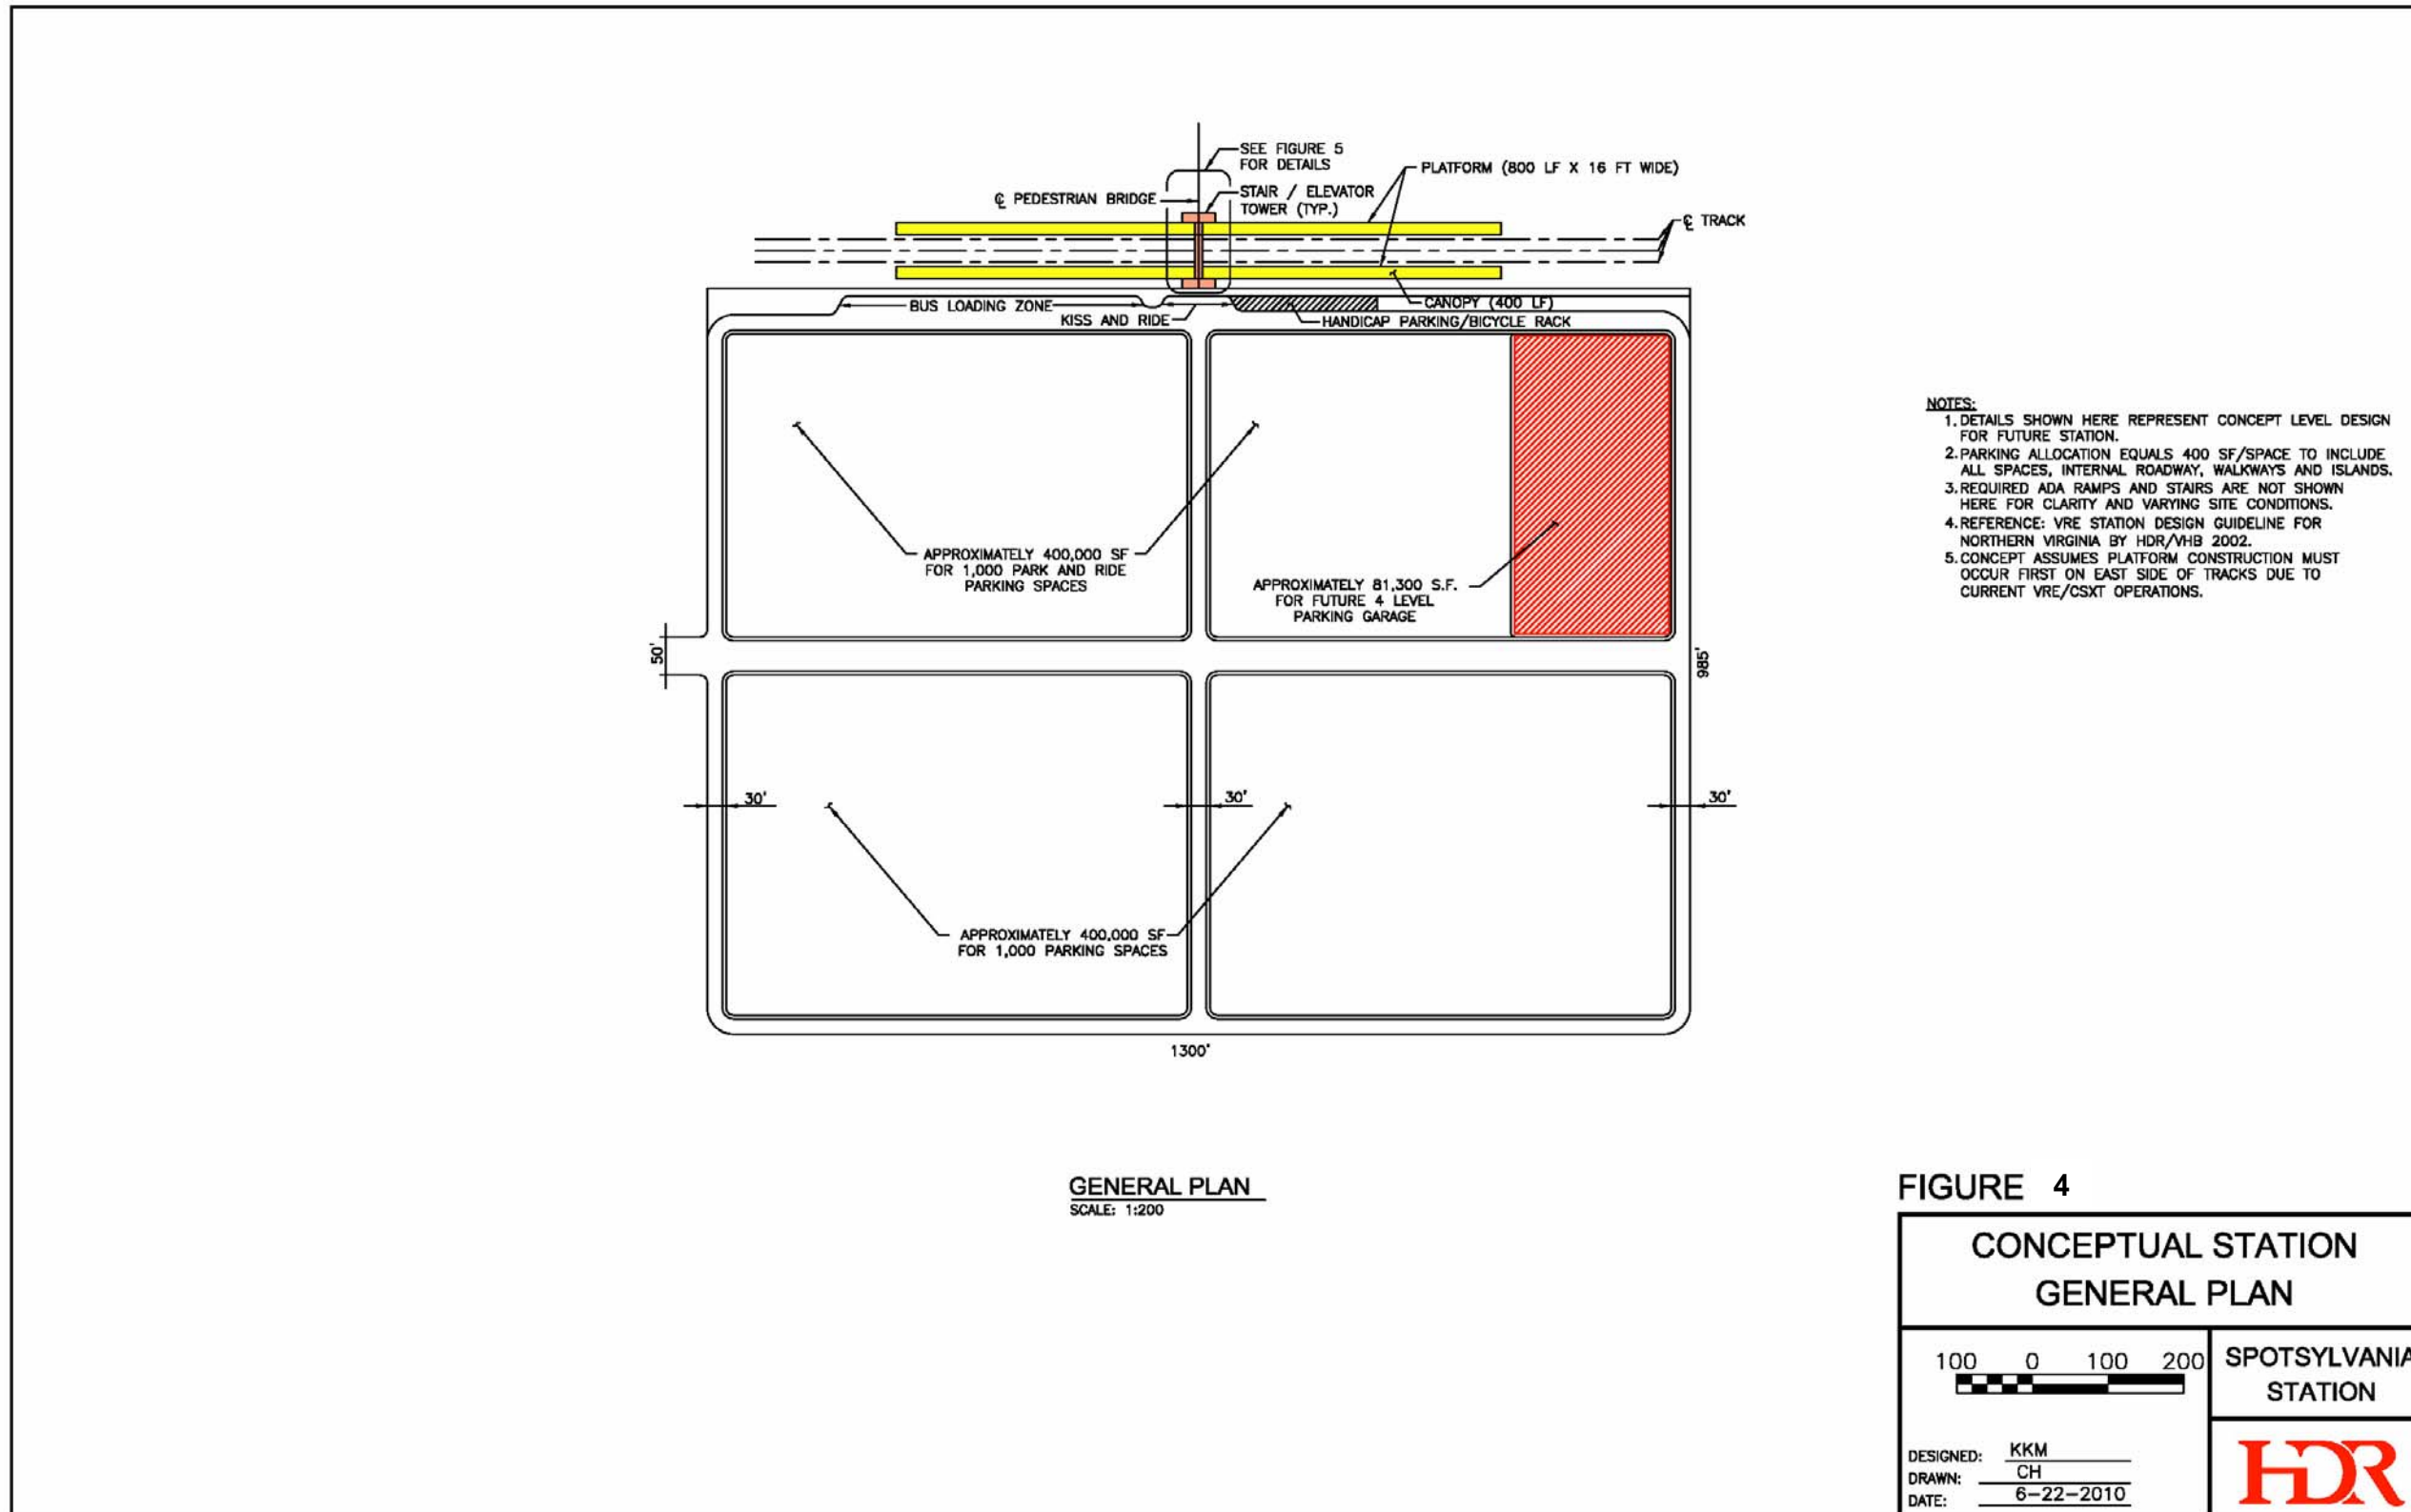 SEE FIGURE 5
FOR DETAILS
PLATFORM (800 LF X 16 FT WIDE)
℄ PEDESTRIAN BRIDGE
STAIR / ELEVATOR
TOWER (TYP.)
℄ TRACK
BUS LOADING ZONE
CANOPY (400 LF)
KISS AND RIDE
HANDICAP PARKING/BICYCLE RACK
APPROXIMATELY 400,000 SF
FOR 1,000 PARK AND RIDE
PARKING SPACES
APPROXIMATELY 81,300 S.F.
FOR FUTURE 4 LEVEL
PARKING GARAGE
50'
985'
30'
30'
30'
APPROXIMATELY 400,000 SF
FOR 1,000 PARKING SPACES
1300'
NOTES:
1. DETAILS SHOWN HERE REPRESENT CONCEPT LEVEL DESIGN
FOR FUTURE STATION.
2. PARKING ALLOCATION EQUALS 400 SF/SPACE TO INCLUDE
ALL SPACES, INTERNAL ROADWAY, WALKWAYS AND ISLANDS.
3. REQUIRED ADA RAMPS AND STAIRS ARE NOT SHOWN
HERE FOR CLARITY AND VARYING SITE CONDITIONS.
4. REFERENCE: VRE STATION DESIGN GUIDELINE FOR
NORTHERN VIRGINIA BY HDR/VHB 2002.
5. CONCEPT ASSUMES PLATFORM CONSTRUCTION MUST
OCCUR FIRST ON EAST SIDE OF TRACKS DUE TO
CURRENT VRE/CSXT OPERATIONS.
GENERAL PLAN
SCALE: 1:200
FIGURE 4
CONCEPTUAL STATION
GENERAL PLAN
100 0 100 200
SPOTSYLVANIA
STATION
DESIGNED: KKM
DRAWN: CH
DATE: 6-22-2010
HDR